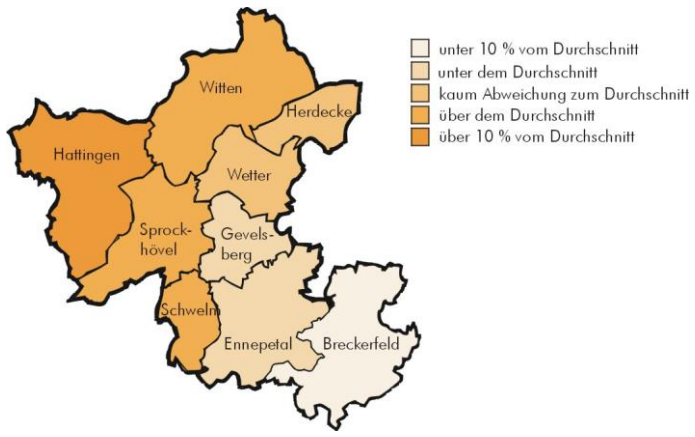 unter 10 % vom Durchschnitt
unter dem Durchschnitt
kaum Abweichung zum Durchschnitt
über dem Durchschnitt
über 10 % vom Durchschnitt
Witten
Herdecke
Hattingen
Wetter
Sprock-
hövel
Gevels-
berg
Schwelm
Ennepetal
Breckerfeld